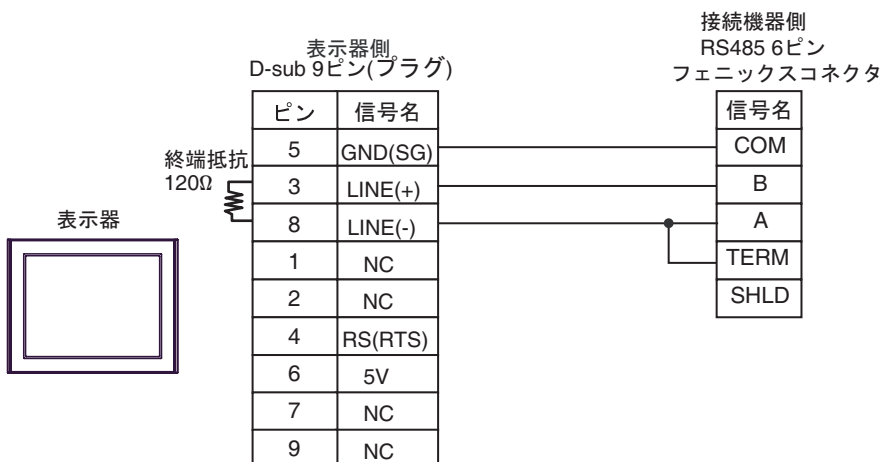 接続機器側
RS485 6ピン
フェニックスコネクタ
表示器側
D-sub 9ピン(プラグ)
ピン 信号名
信号名
5 GND(SG)
COM
終端抵抗
120Ω
3 LINE(+)
B
8 LINE(-)
A
表示器
1 NC
TERM
2 NC
SHLD
4 RS(RTS)
6 5V
7 NC
9 NC